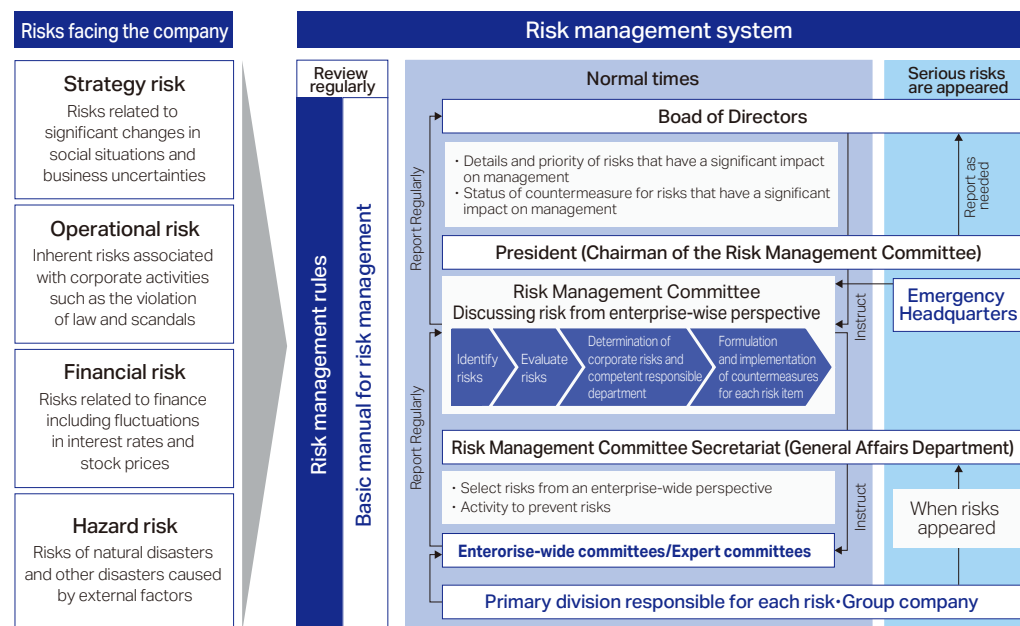 Risks facing the company
Strategy risk
Risks related to
significant changes in
social situations and
business uncertainties
Operational risk
Inherent risks associated
with corporate activities
such as the violation
of law and scandals
Financial risk
Risks related to finance
including fluctuations
in interest rates and
stock prices
Hazard risk
Risks of natural disasters
and other disasters caused
by external factors
Risk management system
Review
regularly
Risk management rules
Basic manual for risk management
Normal times
Serious risks
are appeared
Boad of Directors
Report Regularly
・Details and priority of risks that have a significant impact
on management
・Status of countermeasure for risks that have a significant
impact on management
Report as
needed
President (Chairman of the Risk Management Committee)
Risk Management Committee
Discussing risk from enterprise-wise perspective
Instruct
Emergency
Headquarters
Identify
risks
Evaluate
risks
Determination of
corporate risks and
competent responsible
department
Formulation
and implementation
of countermeasures
for each risk item
Report Regularly
Risk Management Committee Secretariat (General Affairs Department)
・Select risks from an enterprise-wide perspective
・Activity to prevent risks
Instruct
When risks
appeared
Enterorise-wide committees/Expert committees
Primary division responsible for each risk・Group company